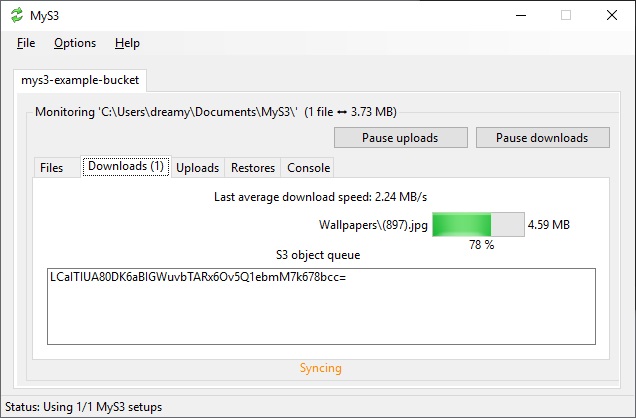 MyS3
File Options Help
mys3-example-bucket
Monitoring 'C:\Users\dreamy\Documents\MyS3\' (1 file ↔ 3.73 MB)
Pause uploads Pause downloads
Files Downloads (1) Uploads Restores Console
Last average download speed: 2.24 MB/s
Wallpapers\(897).jpg 4.59 MB
78 %
S3 object queue
LCaITIUA80DK6aBIGWuvbTARx6Ov5Q1ebmM7k678bcc=
Syncing
Status: Using 1/1 MyS3 setups